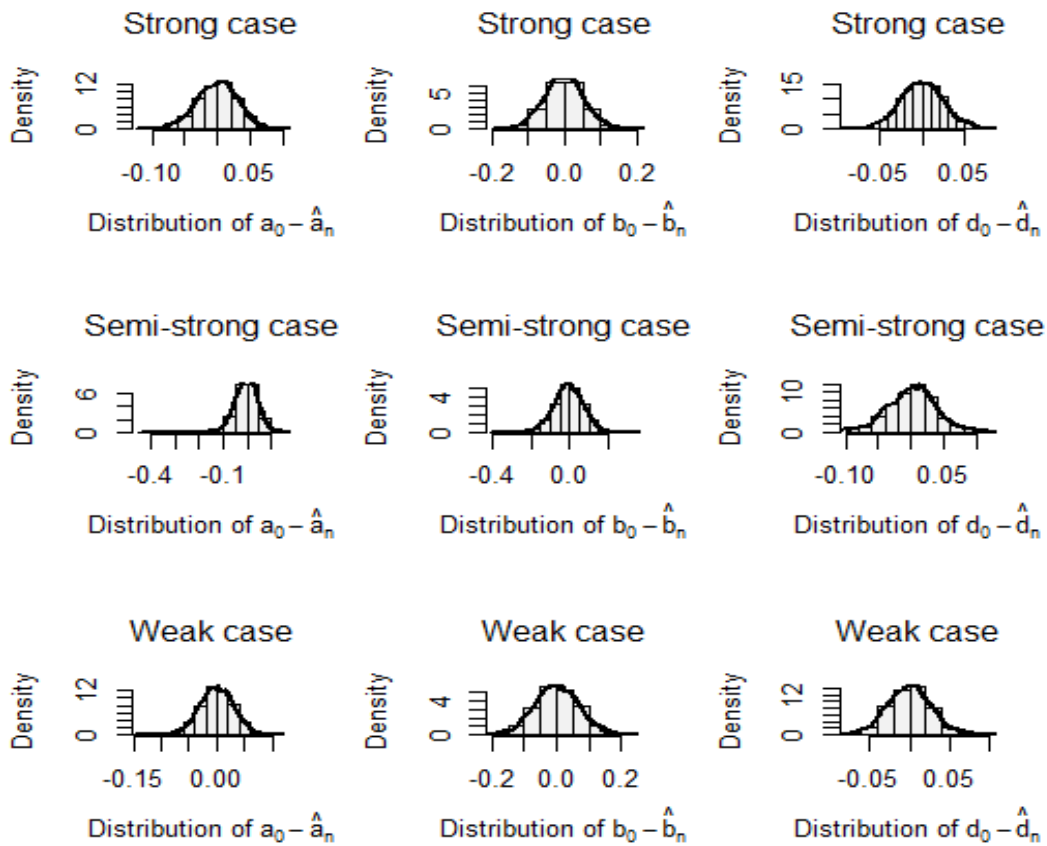 Strong case Strong case Strong case
Density 0 12 Density 0 5 Density 0 15
-0.10 0.05 -0.2 0.0 0.2 -0.05 0.05
Distribution of a₀ – âₙ Distribution of b₀ – b̂ₙ Distribution of d₀ – d̂ₙ
Semi-strong case Semi-strong case Semi-strong case
Density 0 6 Density 0 4 Density 0 10
-0.4 -0.1 -0.4 0.0 -0.10 0.05
Distribution of a₀ – âₙ Distribution of b₀ – b̂ₙ Distribution of d₀ – d̂ₙ
Weak case Weak case Weak case
Density 0 12 Density 0 4 Density 0 12
-0.15 0.00 -0.2 0.0 0.2 -0.05 0.05
Distribution of a₀ – âₙ Distribution of b₀ – b̂ₙ Distribution of d₀ – d̂ₙ